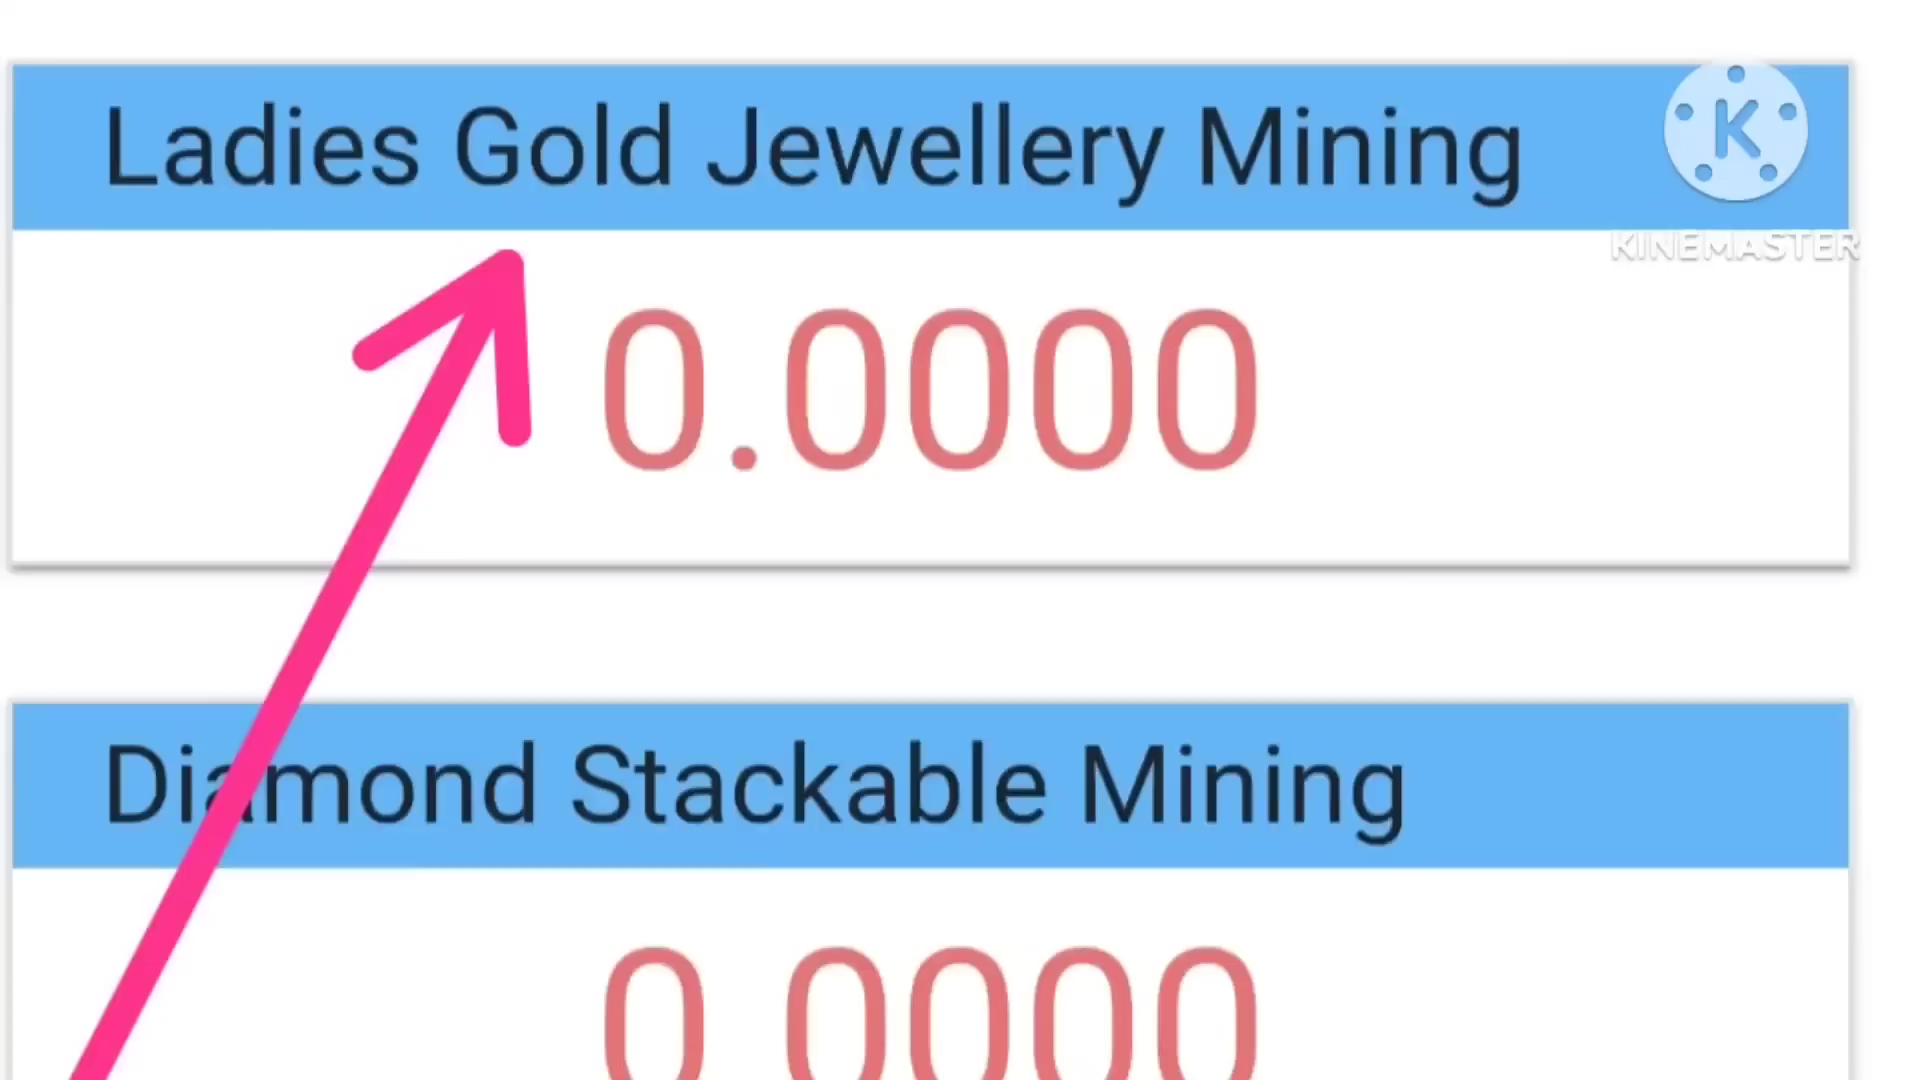 Ladies Gold Jewellery Mining
K
KINEMASTER
0.0000
Diamond Stackable Mining
0.0000